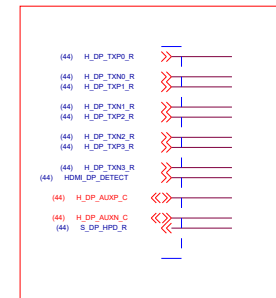 (44) H_DP_TXP0_R
(44) H_DP_TXN0_R
(44) H_DP_TXP1_R
(44) H_DP_TXN1_R
(44) H_DP_TXP2_R
(44) H_DP_TXN2_R
(44) H_DP_TXP3_R
(44) H_DP_TXN3_R
(44) HDMI_DP_DETECT
(44) H_DP_AUXP_C
(44) H_DP_AUXN_C
(44) S_DP_HPD_R